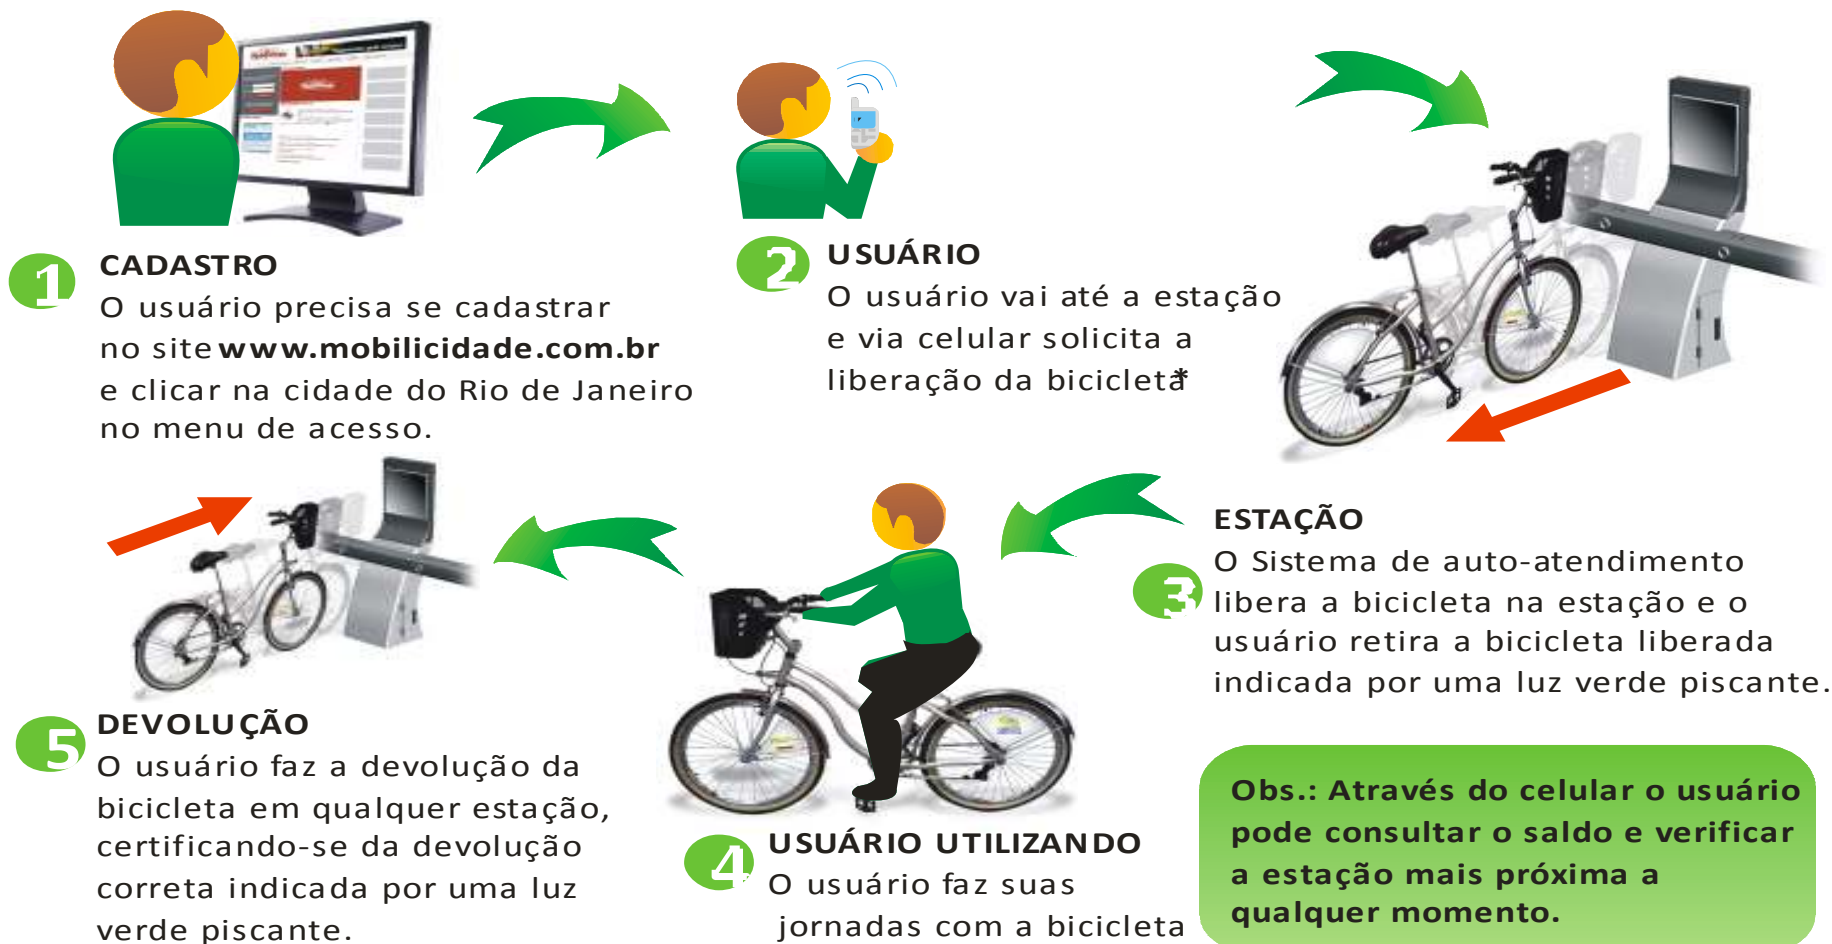 1
CADASTRO
O usuário precisa se cadastrar
no site www.mobilicidade.com.br
e clicar na cidade do Rio de Janeiro
no menu de acesso.
2
USUÁRIO
O usuário vai até a estação
e via celular solicita a
liberação da bicicleta*
3
ESTAÇÃO
O Sistema de auto-atendimento
libera a bicicleta na estação e o
usuário retira a bicicleta liberada
indicada por uma luz verde piscante.
4
USUÁRIO UTILIZANDO
O usuário faz suas
jornadas com a bicicleta
5
DEVOLUÇÃO
O usuário faz a devolução da
bicicleta em qualquer estação,
certificando-se da devolução
correta indicada por uma luz
verde piscante.
Obs.: Através do celular o usuário
pode consultar o saldo e verificar
a estação mais próxima a
qualquer momento.